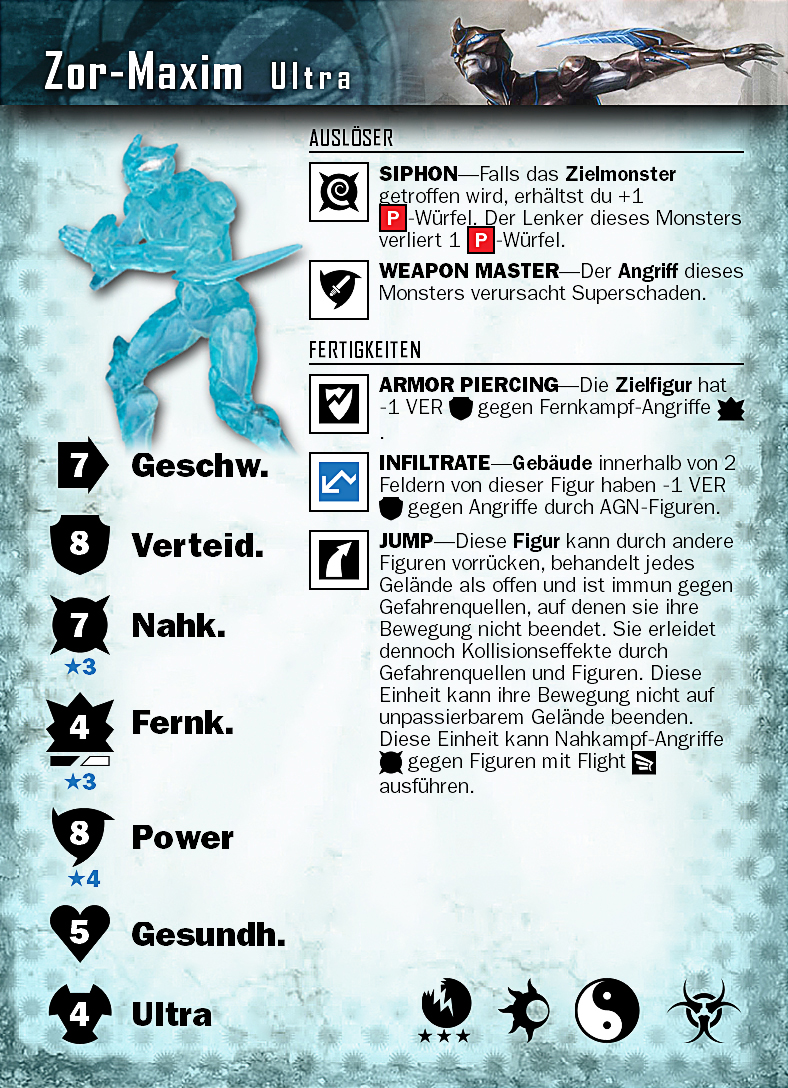 Zor-Maxim Ultra
AUSLÖSER
SIPHON—Falls das Zielmonster
getroffen wird, erhältst du +1
P-Würfel. Der Lenker dieses Monsters
verliert 1 P-Würfel.
WEAPON MASTER—Der Angriff dieses
Monsters verursacht Superschaden.
FERTIGKEITEN
ARMOR PIERCING—Die Zielfigur hat
-1 VER gegen Fernkampf-Angriffe
.
INFILTRATE—Gebäude innerhalb von 2
Feldern von dieser Figur haben -1 VER
gegen Angriffe durch AGN-Figuren.
JUMP—Diese Figur kann durch andere
Figuren vorrücken, behandelt jedes
Gelände als offen und ist immun gegen
Gefahrenquellen, auf denen sie ihre
Bewegung nicht beendet. Sie erleidet
dennoch Kollisionseffekte durch
Gefahrenquellen und Figuren. Diese
Einheit kann ihre Bewegung nicht auf
unpassierbarem Gelände beenden.
Diese Einheit kann Nahkampf-Angriffe
gegen Figuren mit Flight
ausführen.
7 Geschw.
8 Verteid.
7 Nahk.
★3
4 Fernk.
★3
8 Power
★4
5 Gesundh.
4 Ultra
★★★